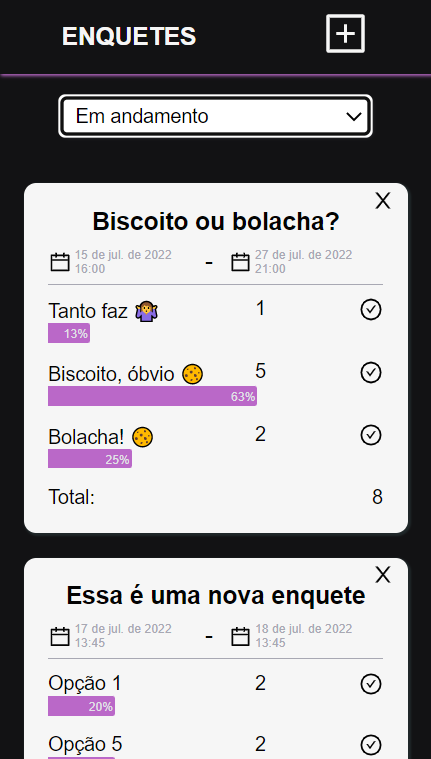 ENQUETES
Em andamento
X
Biscoito ou bolacha?
15 de jul. de 2022
16:00
-
27 de jul. de 2022
21:00
Tanto faz 🤷‍♀️ 1
13%
Biscoito, óbvio 🍪 5
63%
Bolacha! 🍪 2
25%
Total: 8
X
Essa é uma nova enquete
17 de jul. de 2022
13:45
-
18 de jul. de 2022
13:45
Opção 1 2
20%
Opção 5 2